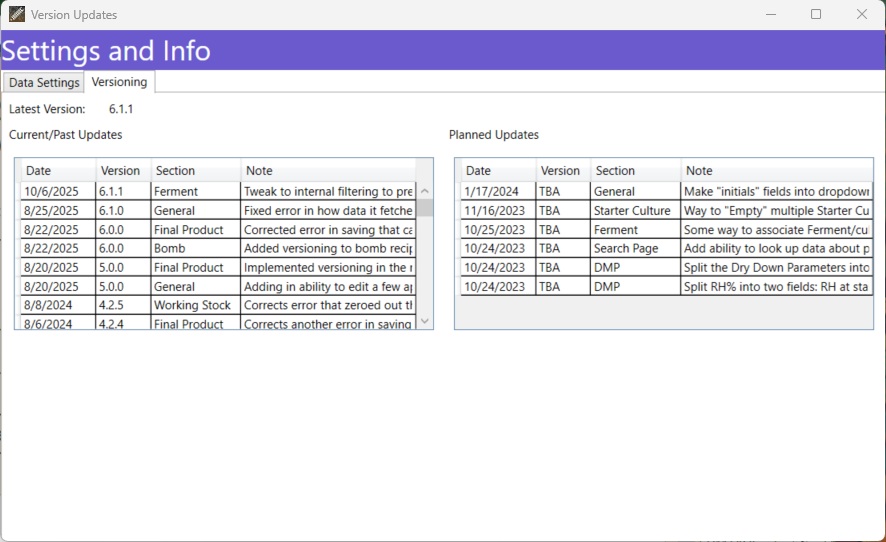 Version Updates
Settings and Info
Data Settings Versioning
Latest Version: 6.1.1
Current/Past Updates
Date Version Section Note
10/6/2025 6.1.1 Ferment Tweak to internal filtering to pre
8/25/2025 6.1.0 General Fixed error in how data it fetche
8/22/2025 6.0.0 Final Product Corrected error in saving that ca
8/22/2025 6.0.0 Bomb Added versioning to bomb recip
8/20/2025 5.0.0 Final Product Implemented versioning in the
8/20/2025 5.0.0 General Adding in ability to edit a few
8/8/2024 4.2.5 Working Stock Corrects error that zeroed out
8/6/2024 4.2.4 Final Product Corrects another error in saving
Planned Updates
Date Version Section Note
1/17/2024 TBA General Make "initials" fields into dropdown
11/16/2023 TBA Starter Culture Way to "Empty" multiple Starter Cu
10/25/2023 TBA Ferment Some way to associate Ferment/cul
10/24/2023 TBA Search Page Add ability to look up data about p
10/24/2023 TBA DMP Split the Dry Down Parameters into
10/24/2023 TBA DMP Split RH% into two fields: RH at sta